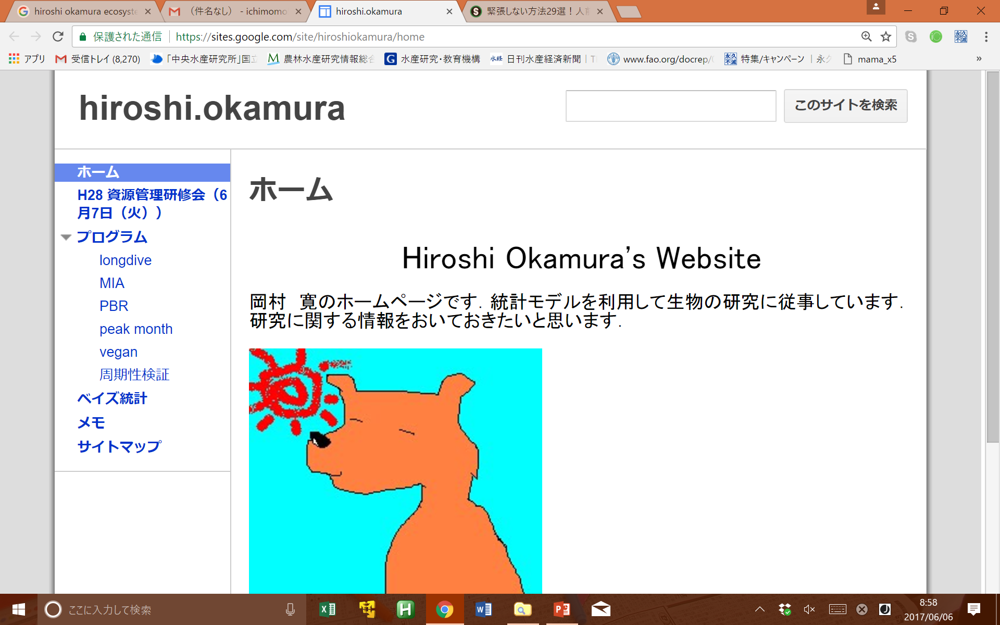 hiroshi okamura ecosyste
（件名なし） - ichimomo
hiroshi.okamura
緊張しない方法29選！人前
保護された通信
https://sites.google.com/site/hiroshiokamura/home
アプリ
受信トレイ (8,270)
「中央水産研究所」国立
農林水産研究情報総合
水産研究・教育機構
日刊水産経済新聞 | T
www.fao.org/docrep/
特集/キャンペーン | 永久
mama_x5
hiroshi.okamura
このサイトを検索
ホーム
H28 資源管理研修会（6
月7日（火））
プログラム
longdive
MIA
PBR
peak month
vegan
周期性検証
ベイズ統計
メモ
サイトマップ
ホーム
Hiroshi Okamura's Website
岡村　寛のホームページです．統計モデルを利用して生物の研究に従事しています．
研究に関する情報をおいておきたいと思います．
ここに入力して検索
8:58
2017/06/06